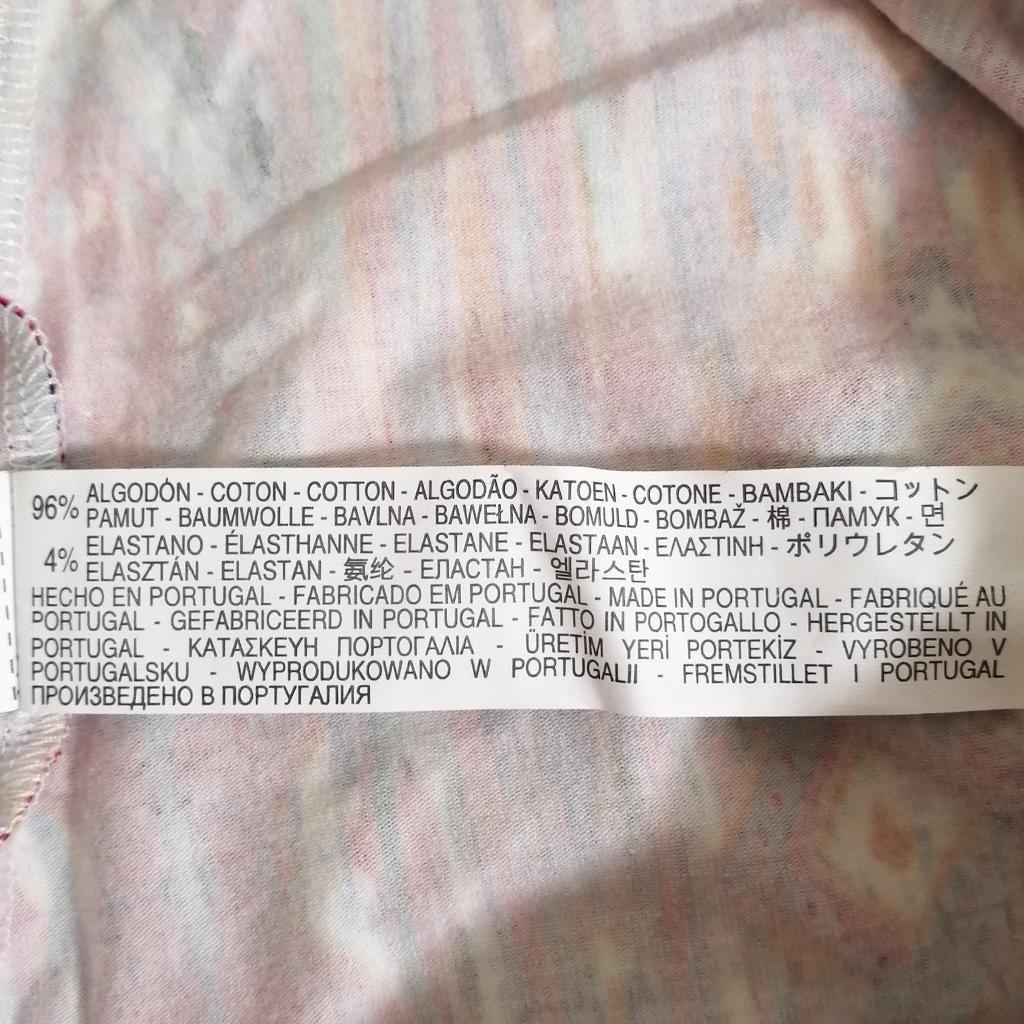 96% ALGODÓN - COTON - COTTON - ALGODÃO - KATOEN - COTONE - BAMBAKI - コットン
PAMUT - BAUMWOLLE - BAVLNA - BAWEŁNA - BOMULD - BOMBAŽ - 棉 - ПАМУК - 면
4% ELASTANO - ÉLASTHANNE - ELASTANE - ELASTAAN - ΕΛΑΣΤΙΝΗ - ポリウレタン
ELASZTÁN - ELASTAN - 氨纶 - ЕЛАСТАН - 엘라스탄
HECHO EN PORTUGAL - FABRICADO EM PORTUGAL - MADE IN PORTUGAL - FABRIQUÉ AU
PORTUGAL - GEFABRICEERD IN PORTUGAL - FATTO IN PORTOGALLO - HERGESTELLT IN
PORTUGAL - ΚΑΤΑΣΚΕΥΗ ΠΟΡΤΟΓΑΛΙΑ - ÜRETİM YERİ PORTEKİZ - VYROBENO V
PORTUGALSKU - WYPRODUKOWANO W PORTUGALII - FREMSTILLET I PORTUGAL
ПРОИЗВЕДЕНО В ПОРТУГАЛИЯ